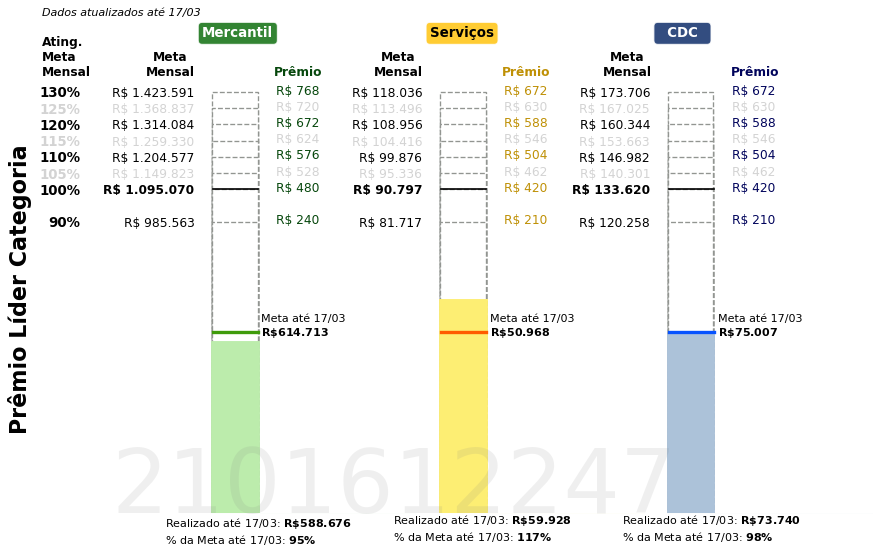 Dados atualizados até 17/03
Mercantil Serviços CDC
Ating. Meta Mensal Meta Mensal Prêmio Meta Mensal Prêmio Meta Mensal Prêmio
130% R$ 1.423.591 R$ 768 R$ 118.036 R$ 672 R$ 173.706 R$ 672
125% R$ 1.368.837 R$ 720 R$ 113.496 R$ 630 R$ 167.025 R$ 630
120% R$ 1.314.084 R$ 672 R$ 108.956 R$ 588 R$ 160.344 R$ 588
115% R$ 1.259.330 R$ 624 R$ 104.416 R$ 546 R$ 153.663 R$ 546
110% R$ 1.204.577 R$ 576 R$ 99.876 R$ 504 R$ 146.982 R$ 504
105% R$ 1.149.823 R$ 528 R$ 95.336 R$ 462 R$ 140.301 R$ 462
100% R$ 1.095.070 R$ 480 R$ 90.797 R$ 420 R$ 133.620 R$ 420
90% R$ 985.563 R$ 240 R$ 81.717 R$ 210 R$ 120.258 R$ 210
Prêmio Líder Categoria
Meta até 17/03 Meta até 17/03 Meta até 17/03
R$614.713 R$50.968 R$75.007
2101612247
Realizado até 17/03: R$588.676 Realizado até 17/03: R$59.928 Realizado até 17/03: R$73.740
% da Meta até 17/03: 95% % da Meta até 17/03: 117% % da Meta até 17/03: 98%